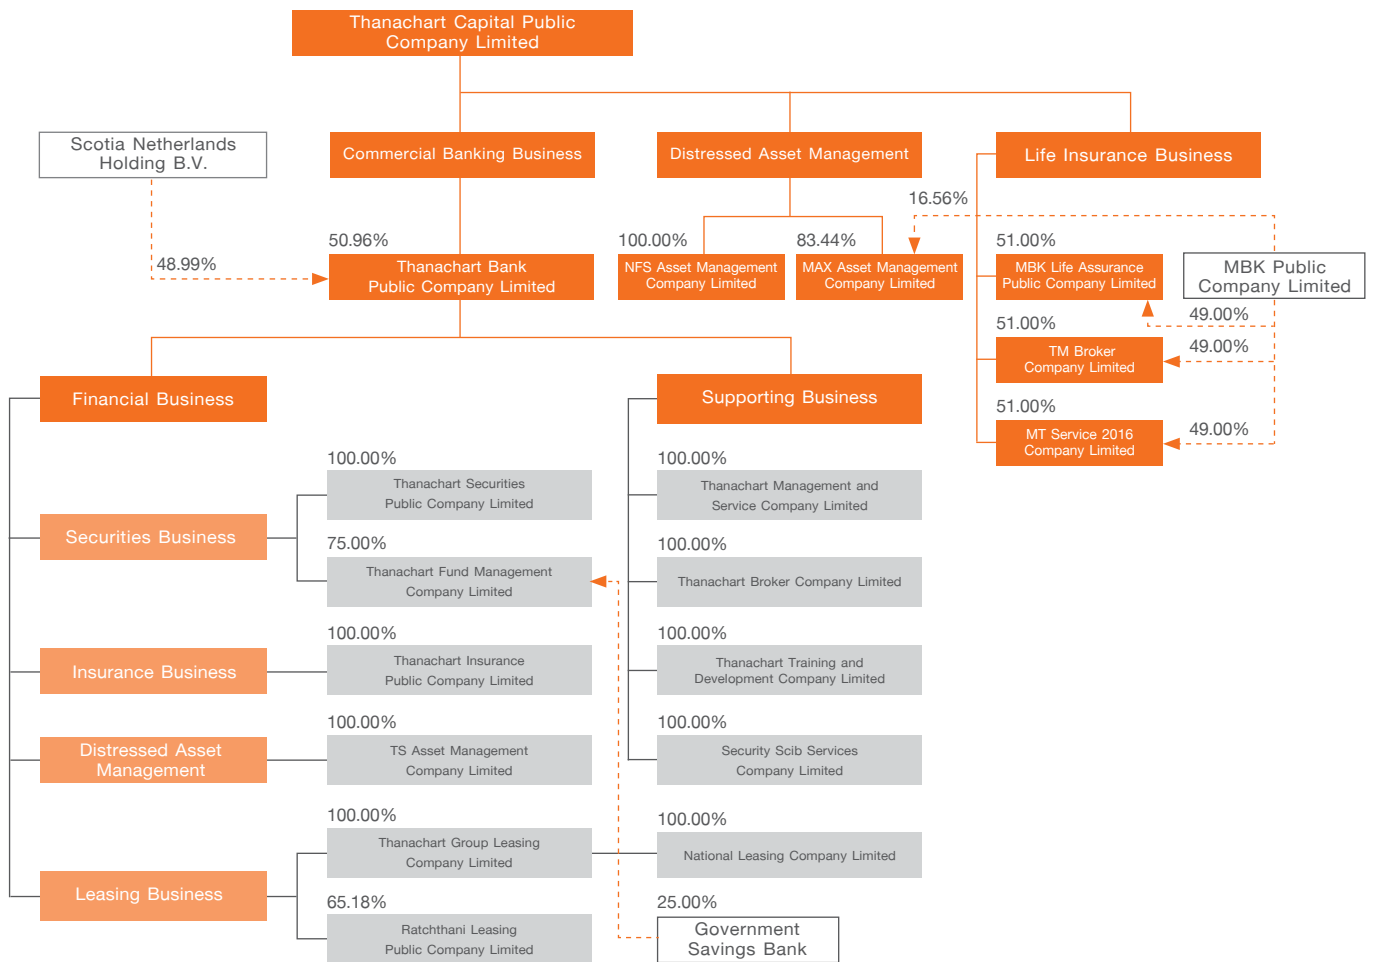 Thanachart Capital Public
Company Limited
Scotia Netherlands
Holding B.V.
Commercial Banking Business
Distressed Asset Management
Life Insurance Business
16.56%
48.99%
50.96%
Thanachart Bank
Public Company Limited
100.00%
NFS Asset Management
Company Limited
83.44%
MAX Asset Management
Company Limited
51.00%
MBK Life Assurance
Public Company Limited
MBK Public
Company Limited
49.00%
51.00%
TM Broker
Company Limited
49.00%
51.00%
MT Service 2016
Company Limited
49.00%
Financial Business
Supporting Business
Securities Business
100.00%
Thanachart Securities
Public Company Limited
75.00%
Thanachart Fund Management
Company Limited
Insurance Business
100.00%
Thanachart Insurance
Public Company Limited
Distressed Asset
Management
100.00%
TS Asset Management
Company Limited
Leasing Business
100.00%
Thanachart Group Leasing
Company Limited
65.18%
Ratchthani Leasing
Public Company Limited
100.00%
Thanachart Management and
Service Company Limited
100.00%
Thanachart Broker Company Limited
100.00%
Thanachart Training and
Development Company Limited
100.00%
Security Scib Services
Company Limited
100.00%
National Leasing Company Limited
25.00%
Government
Savings Bank